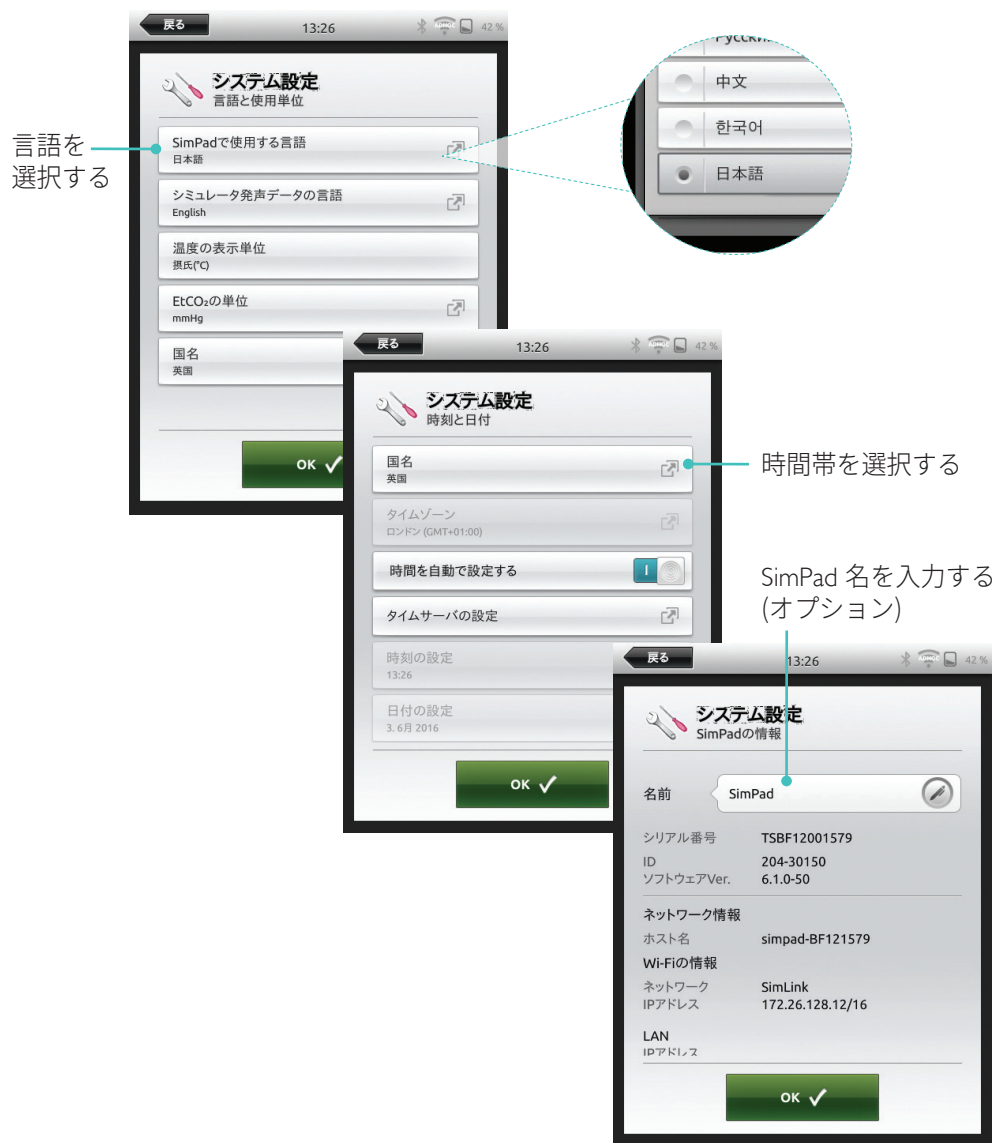 戻る 13:26 42 %
システム設定
言語と使用単位
言語を
選択する
SimPadで使用する言語
日本語
シミュレータ発声データの言語
English
温度の表示単位
摂氏(°C)
EtCO₂の単位
mmHg
国名
英国
OK
中文
한국어
日本語
戻る 13:26 42 %
システム設定
時刻と日付
国名
英国
時間帯を選択する
タイムゾーン
ロンドン (GMT+01:00)
時間を自動で設定する
タイムサーバの設定
時刻の設定
13:26
日付の設定
3. 6月 2016
OK
SimPad 名を入力する
(オプション)
戻る 13:26 42 %
システム設定
SimPadの情報
名前 SimPad
シリアル番号 TSBF12001579
ID 204-30150
ソフトウェアVer. 6.1.0-50
ネットワーク情報
ホスト名 simpad-BF121579
Wi-Fiの情報
ネットワーク SimLink
IPアドレス 172.26.128.12/16
LAN
IPアドレス
OK